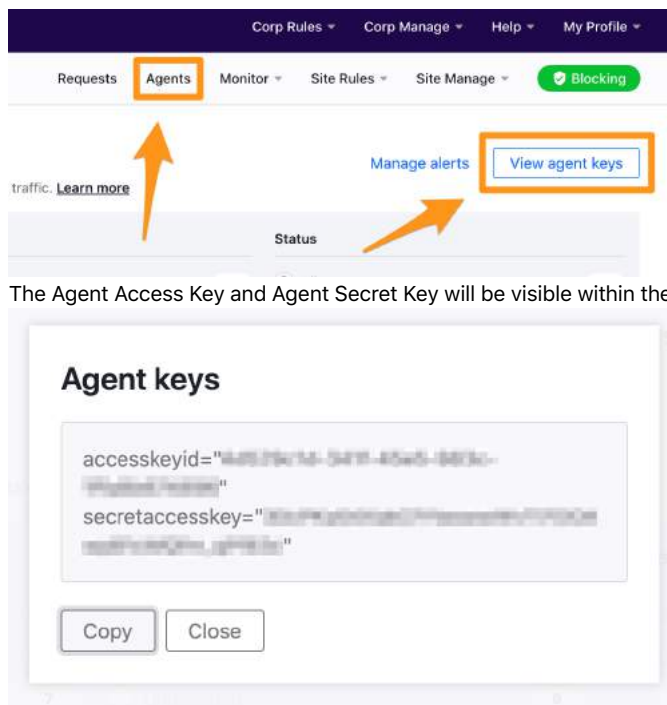 Corp Rules Corp Manage Help My Profile
Requests Agents Monitor Site Rules Site Manage Blocking
Manage alerts View agent keys
traffic. Learn more
Status
The Agent Access Key and Agent Secret Key will be visible within the
Agent keys
accesskeyid="
"
secretaccesskey="
"
Copy Close